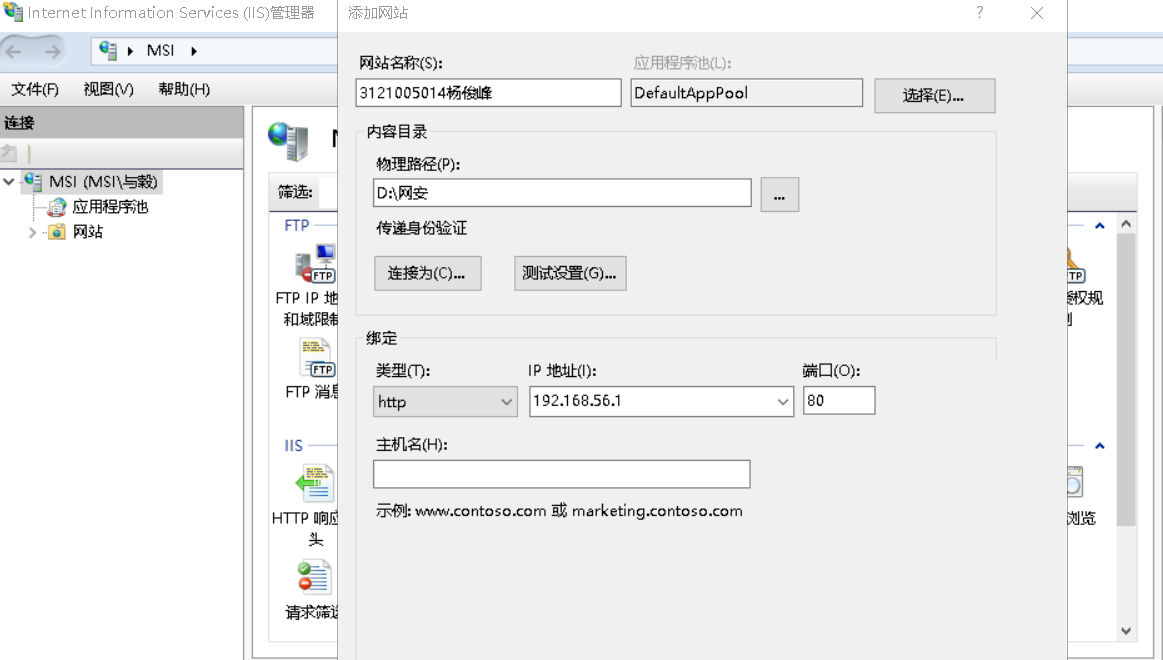 Internet Information Services (IIS)管理器
添加网站
?
MSI
文件(F)
视图(V)
帮助(H)
连接
MSI (MSI\与毅)
应用程序池
网站
筛选:
FTP
FTP
FTP IP 地
和域限制
FTP
FTP 消息
IIS
HTTP 响应
头
请求筛选
网站名称(S):
应用程序池(L):
3121005014杨俊峰
DefaultAppPool
选择(E)...
内容目录
物理路径(P):
D:\网安
...
传递身份验证
连接为(C)...
测试设置(G)...
绑定
类型(T):
IP 地址(I):
端口(O):
http
192.168.56.1
80
主机名(H):
示例: www.contoso.com 或 marketing.contoso.com
TP
授权规
则
浏览